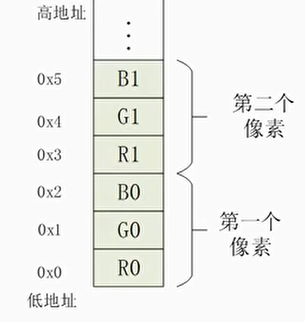 高地址
0x5 B1
0x4 G1
0x3 R1
第二个
像素
0x2 B0
0x1 G0
0x0 R0
第一个
像素
低地址